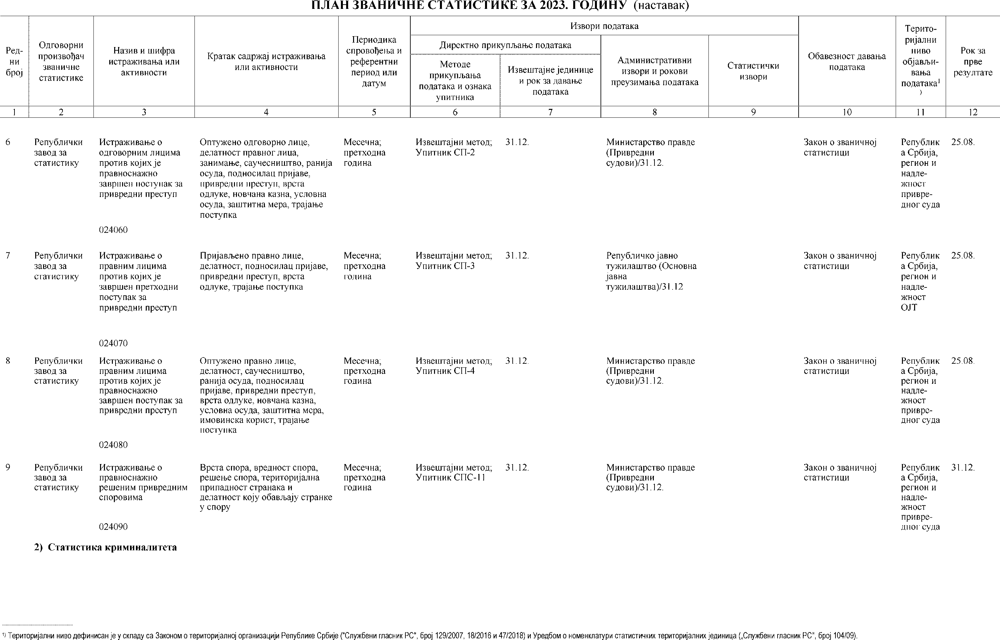 ПЛАН ЗВАНИЧНЕ СТАТИСТИКЕ ЗА 2023. ГОДИНУ (наставак)
Ред-
ни
број
Одговорни
произвођач
званичне
статистике
Назив и шифра
истраживања или
активности
Кратак садржај истраживања
или активности
Периодика
спровођења и
референтни
период или
датум
Извори података
Директно прикупљање података
Методе
прикупљања
података и ознака
упитника
Извештајне јединице
и рок за давање
података
Административни
извори и рокови
преузимања података
Статистички
извори
Обавезност давања
података
Терито-
ријални
ниво
објављи-
вања
података¹
)
Рок за
прве
резултате
1 2 3 4 5 6 7 8 9 10 11 12
6
Републички
завод за
статистику
Истраживање о
одговорним лицима
против којих је
правноснажно
завршен поступак за
привредни преступ
024060
Оптужено одговорно лице,
делатност правног лица,
занимање, саучесништво, ранија
осуда, подносилац пријаве,
привредни преступ, врста
одлуке, новчана казна, условна
осуда, заштитна мера, трајање
поступка
Месечна;
претходна
година
Извештајни метод;
Упитник СП-2
31.12.
Министарство правде
(Привредни
судови)/31.12.
Закон о званичној
статистици
Републик
а Србија,
регион и
надле-
жност
привре-
дног суда
25.08.
7
Републички
завод за
статистику
Истраживање о
правним лицима
против којих је
завршен претходни
поступак за
привредни преступ
024070
Пријављено правно лице,
делатност, подносилац пријаве,
привредни преступ, врста
одлуке, трајање поступка
Месечна;
претходна
година
Извештајни метод;
Упитник СП-3
31.12.
Републичко јавно
тужилаштво (Основна
јавна
тужилаштва)/31.12
Закон о званичној
статистици
Републик
а Србија,
регион и
надле-
жност
ОЈТ
25.08.
8
Републички
завод за
статистику
Истраживање о
правним лицима
против којих је
правноснажно
завршен поступак за
привредни преступ
024080
Оптужено правно лице,
делатност, саучесништво,
ранија осуда, подносилац
пријаве, привредни преступ,
врста одлуке, новчана казна,
условна осуда, заштитна мера,
имовинска корист, трајање
поступка
Месечна;
претходна
година
Извештајни метод;
Упитник СП-4
31.12.
Министарство правде
(Привредни
судови)/31.12.
Закон о званичној
статистици
Републик
а Србија,
регион и
надле-
жност
привре-
дног суда
25.08.
9
Републички
завод за
статистику
Истраживање о
правноснажно
решеним привредним
споровима
024090
Врста спора, вредност спора,
решење спора, територијална
припадност странака и
делатност коју обављају странке
у спору
Месечна;
претходна
година
Извештајни метод;
Упитник СПС-11
31.12.
Министарство правде
(Привредни
судови)/31.12.
Закон о званичној
статистици
Републик
а Србија,
регион и
надле-
жност
привре-
дног суда
31.12.
2) Статистика криминалитета
¹⁾ Територијални ниво дефинисан је у складу са Законом о територијалној организацији Републике Србије ("Службени гласник РС", број 129/2007, 18/2016 и 47/2018) и Уредбом о номенклатури статистичких територијалних јединица („Службени гласник РС", број 104/09).